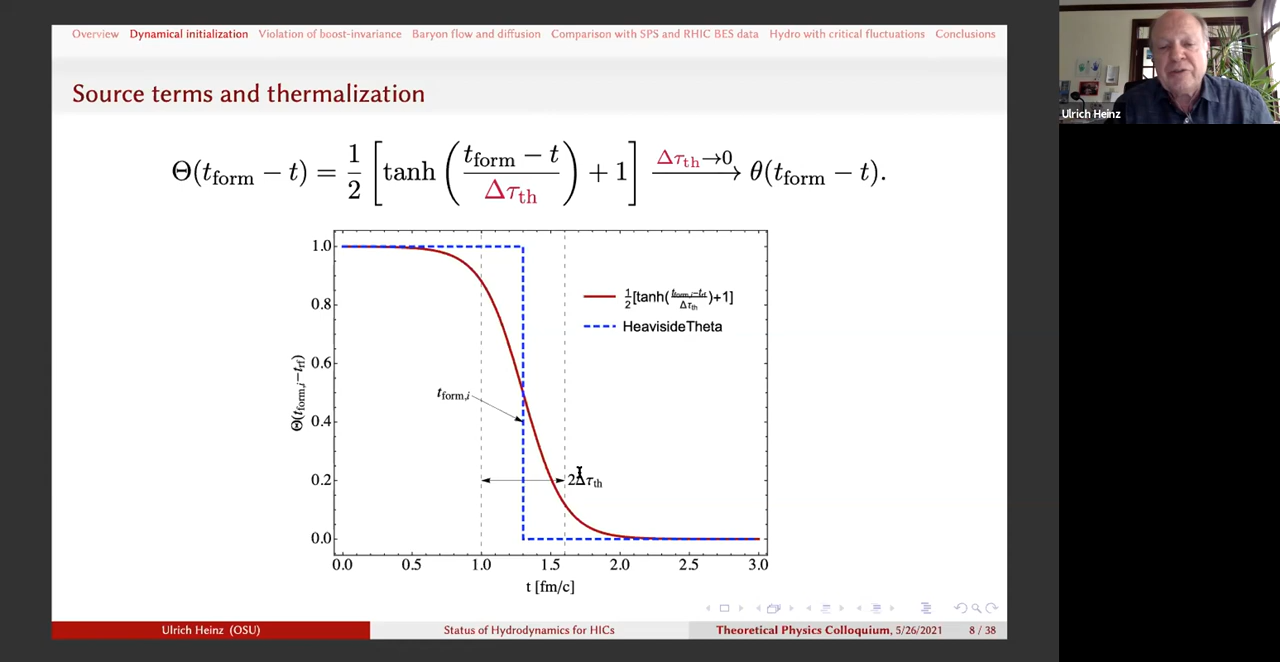 Overview Dynamical initialization Violation of boost-invariance Baryon flow and diffusion Comparison with SPS and RHIC BES data Hydro with critical fluctuations Conclusions
Source terms and thermalization
Θ(t_form − t) = 1/2 [tanh((t_form − t)/Δτ_th) + 1] Δτ_th→0 → θ(t_form − t).
1.0
0.8
0.6
0.4
0.2
0.0
Θ(t_form,i−t_rf)
1/2[tanh((t_form,i−t_rf)/Δτ_th)+1]
HeavisideTheta
t_form,i
2Δτ_th
0.0 0.5 1.0 1.5 2.0 2.5 3.0
t [fm/c]
Ulrich Heinz (OSU) Status of Hydrodynamics for HICs Theoretical Physics Colloquium, 5/26/2021 8 / 38
Ulrich Heinz